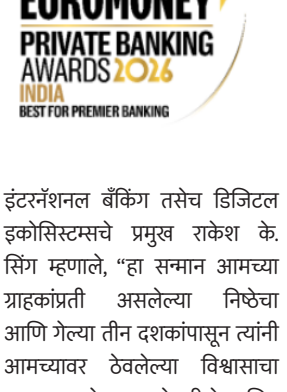 EUROMONEY
PRIVATE BANKING
AWARDS 2026
INDIA
BEST FOR PREMIER BANKING
इंटरनॅशनल बँकिंग तसेच डिजिटल
इकोसिस्टम्सचे प्रमुख राकेश के.
सिंग म्हणाले, “हा सन्मान आमच्या
ग्राहकांप्रती असलेल्या निष्ठेचा
आणि गेल्या तीन दशकांपासून त्यांनी
आमच्यावर ठेवलेल्या विश्वासाचा